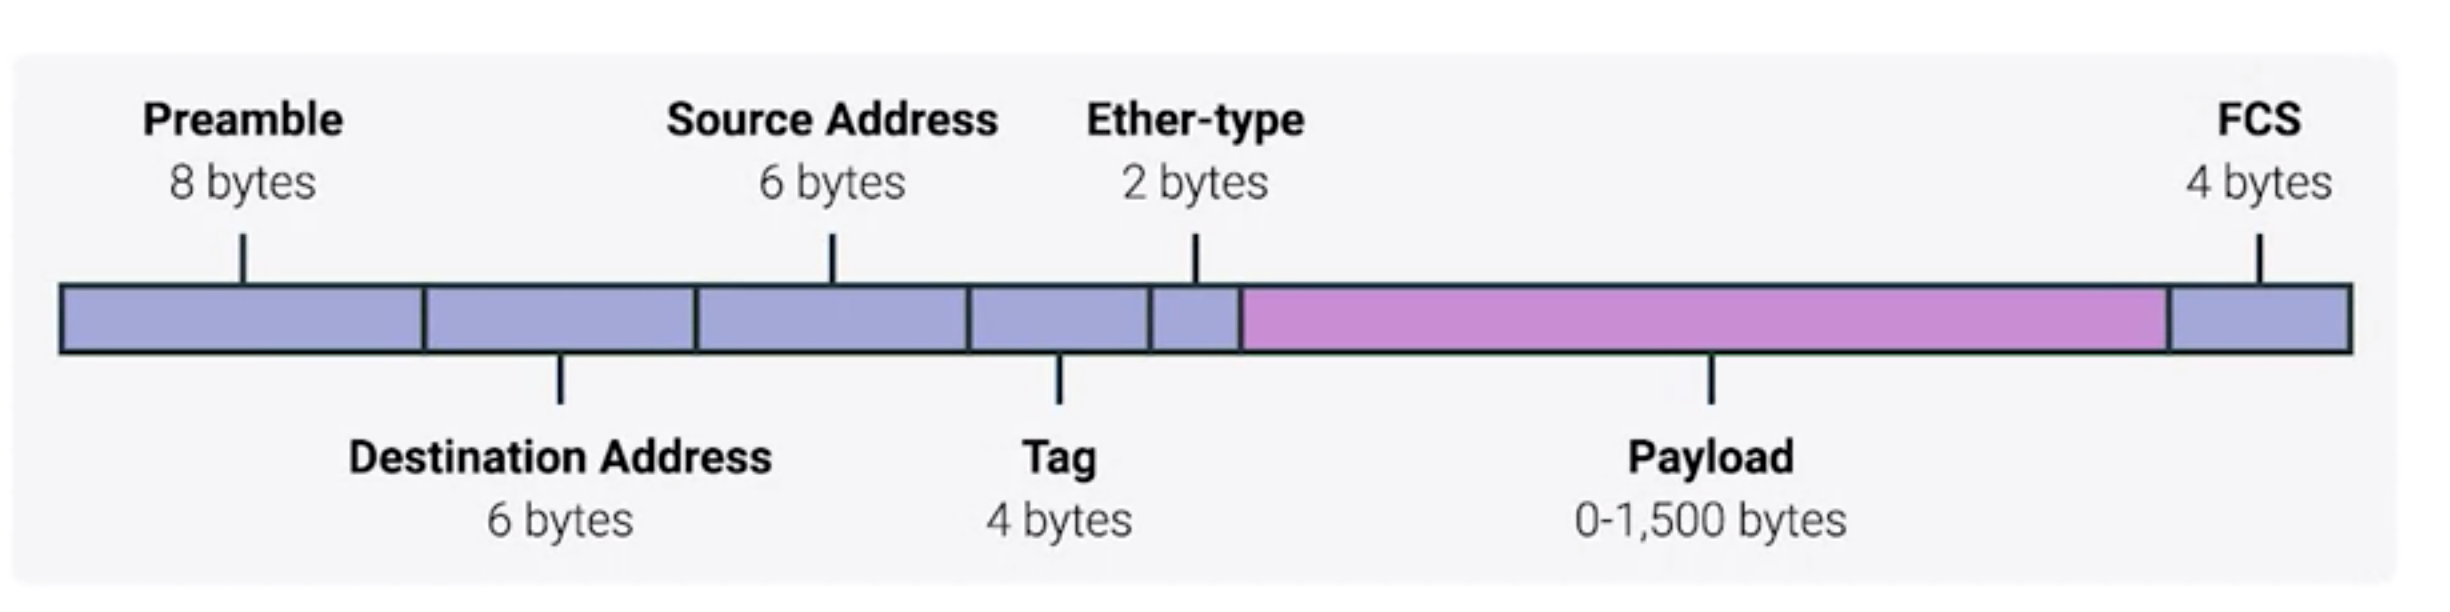 Preamble
8 bytes
Source Address
6 bytes
Ether-type
2 bytes
FCS
4 bytes
Destination Address
6 bytes
Tag
4 bytes
Payload
0-1,500 bytes